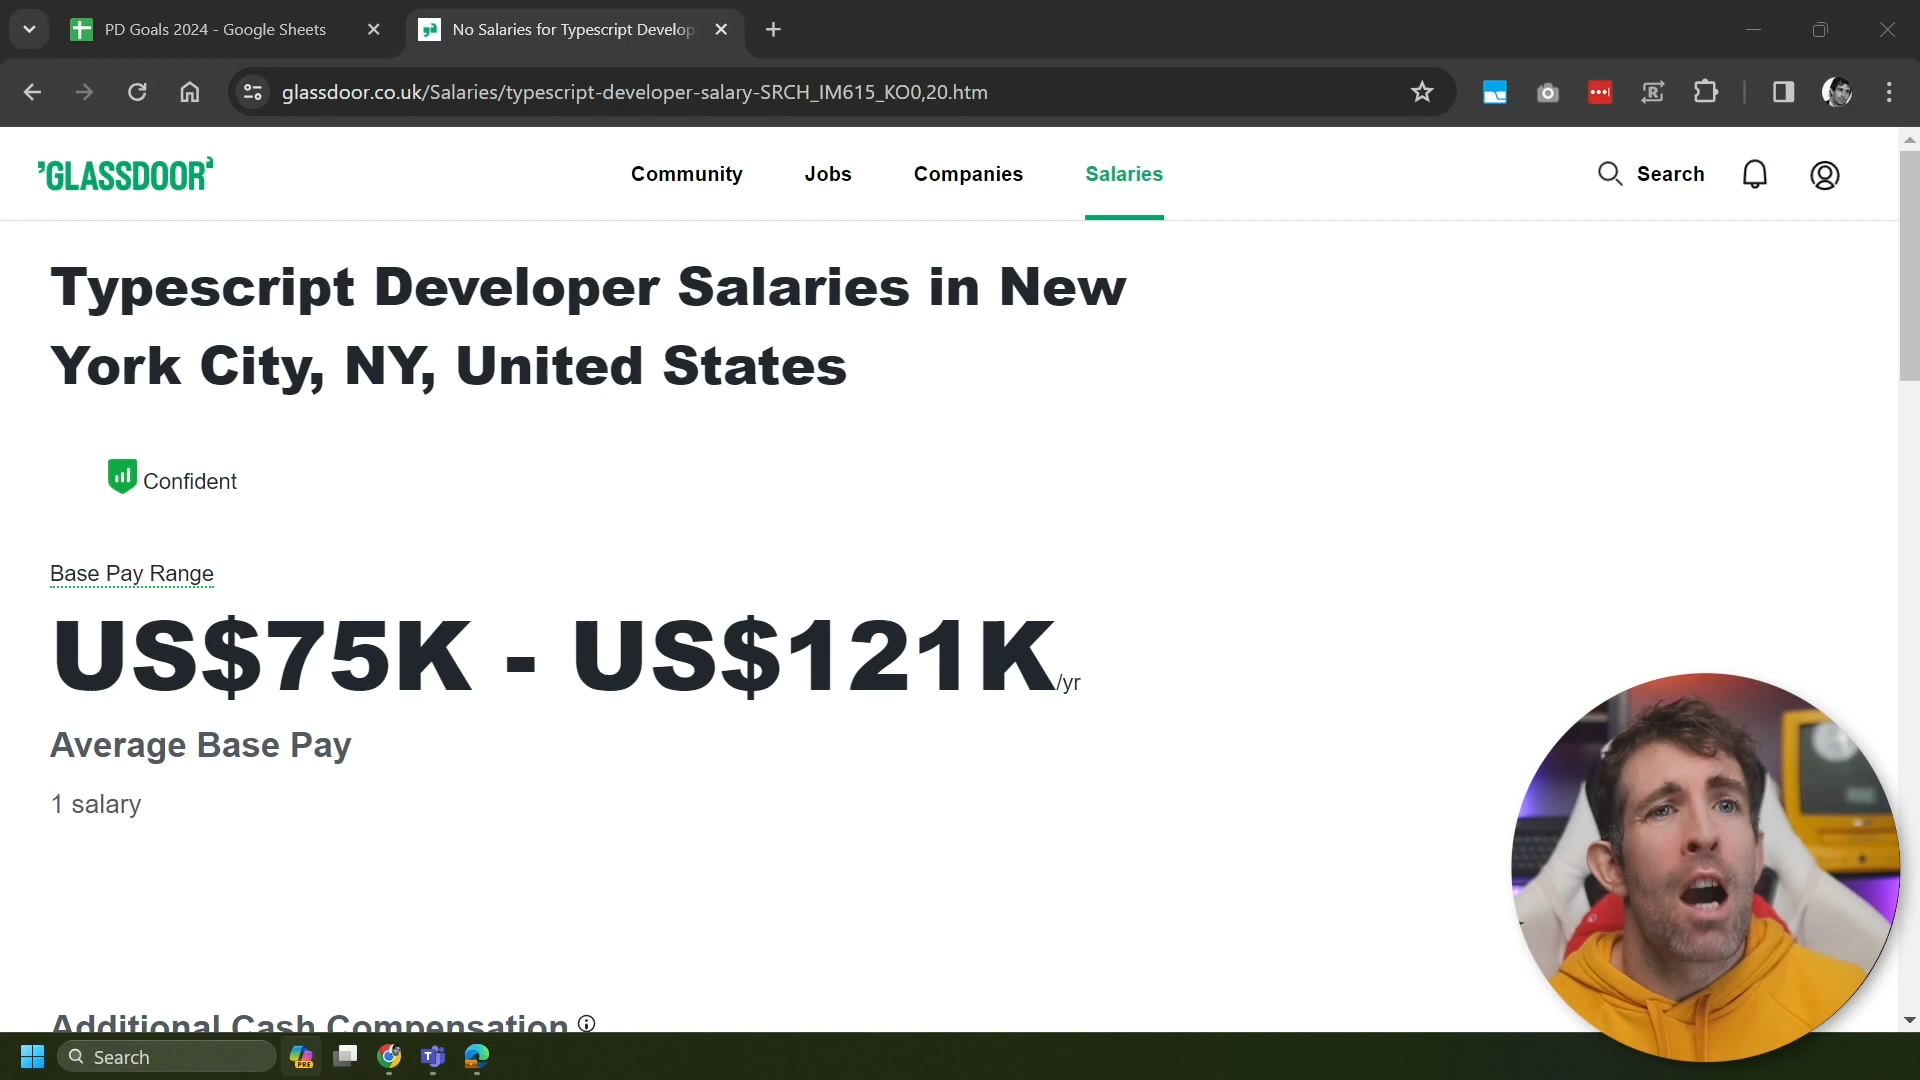 PD Goals 2024 - Google Sheets
No Salaries for Typescript Develop
glassdoor.co.uk/Salaries/typescript-developer-salary-SRCH_IM615_KO0,20.htm
GLASSDOOR
Community
Jobs
Companies
Salaries
Search
Typescript Developer Salaries in New
York City, NY, United States
Confident
Base Pay Range
US$75K - US$121K/yr
Average Base Pay
1 salary
Additional Cash Compensation
Search
PRE